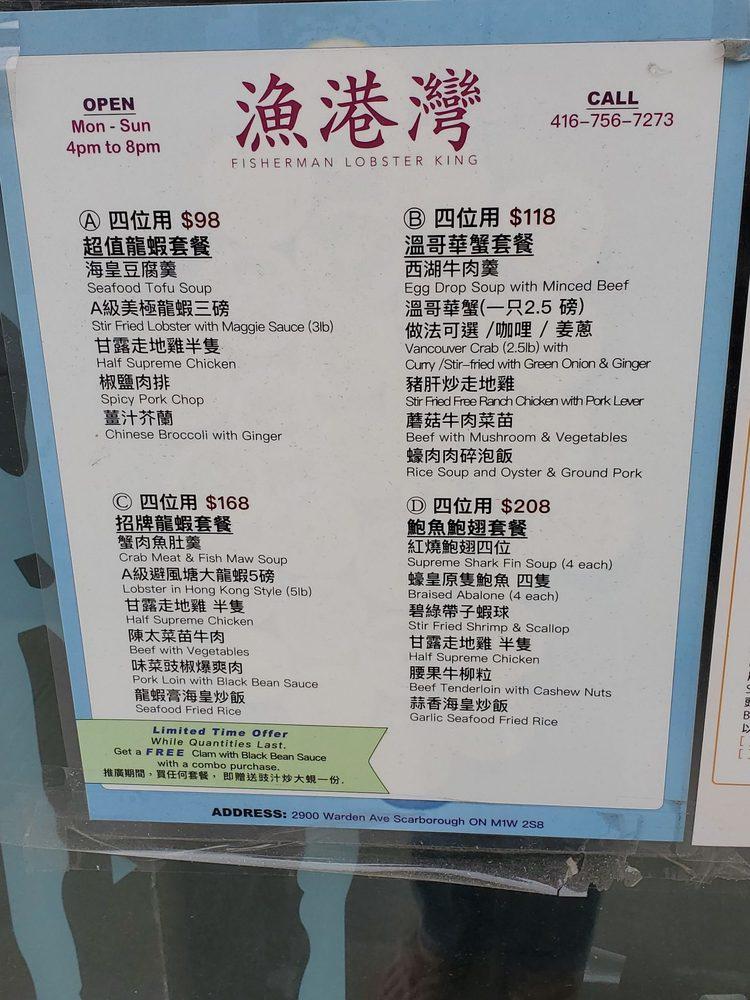 OPEN
Mon - Sun
4pm to 8pm
漁港灣
FISHERMAN LOBSTER KING
CALL
416-756-7273
Ⓐ 四位用 $98
超值龍蝦套餐
海皇豆腐羹
Seafood Tofu Soup
A級美極龍蝦三磅
Stir Fried Lobster with Maggie Sauce (3lb)
甘露走地雞半隻
Half Supreme Chicken
椒鹽肉排
Spicy Pork Chop
薑汁芥蘭
Chinese Broccoli with Ginger
Ⓑ 四位用 $118
溫哥華蟹套餐
西湖牛肉羹
Egg Drop Soup with Minced Beef
溫哥華蟹(一只2.5 磅)
做法可選 /咖哩 / 姜蔥
Vancouver Crab (2.5lb) with
Curry /Stir-fried with Green Onion & Ginger
豬肝炒走地雞
Stir Fried Free Ranch Chicken with Pork Lever
蘑菇牛肉菜苗
Beef with Mushroom & Vegetables
蠔肉肉碎泡飯
Rice Soup and Oyster & Ground Pork
Ⓒ 四位用 $168
招牌龍蝦套餐
蟹肉魚肚羹
Crab Meat & Fish Maw Soup
A級避風塘大龍蝦5磅
Lobster in Hong Kong Style (5lb)
甘露走地雞 半隻
Half Supreme Chicken
陳太菜苗牛肉
Beef with Vegetables
味菜豉椒爆爽肉
Pork Loin with Black Bean Sauce
龍蝦膏海皇炒飯
Seafood Fried Rice
Ⓓ 四位用 $208
鮑魚鮑翅套餐
紅燒鮑翅四位
Supreme Shark Fin Soup (4 each)
蠔皇原隻鮑魚 四隻
Braised Abalone (4 each)
碧綠帶子蝦球
Stir Fried Shrimp & Scallop
甘露走地雞 半隻
Half Supreme Chicken
腰果牛柳粒
Beef Tenderloin with Cashew Nuts
蒜香海皇炒飯
Garlic Seafood Fried Rice
Limited Time Offer
While Quantities Last.
Get a FREE Clam with Black Bean Sauce
with a combo purchase.
推廣期間，買任何套餐， 即贈送豉汁炒大蜆一份.
ADDRESS: 2900 Warden Ave Scarborough ON M1W 2S8